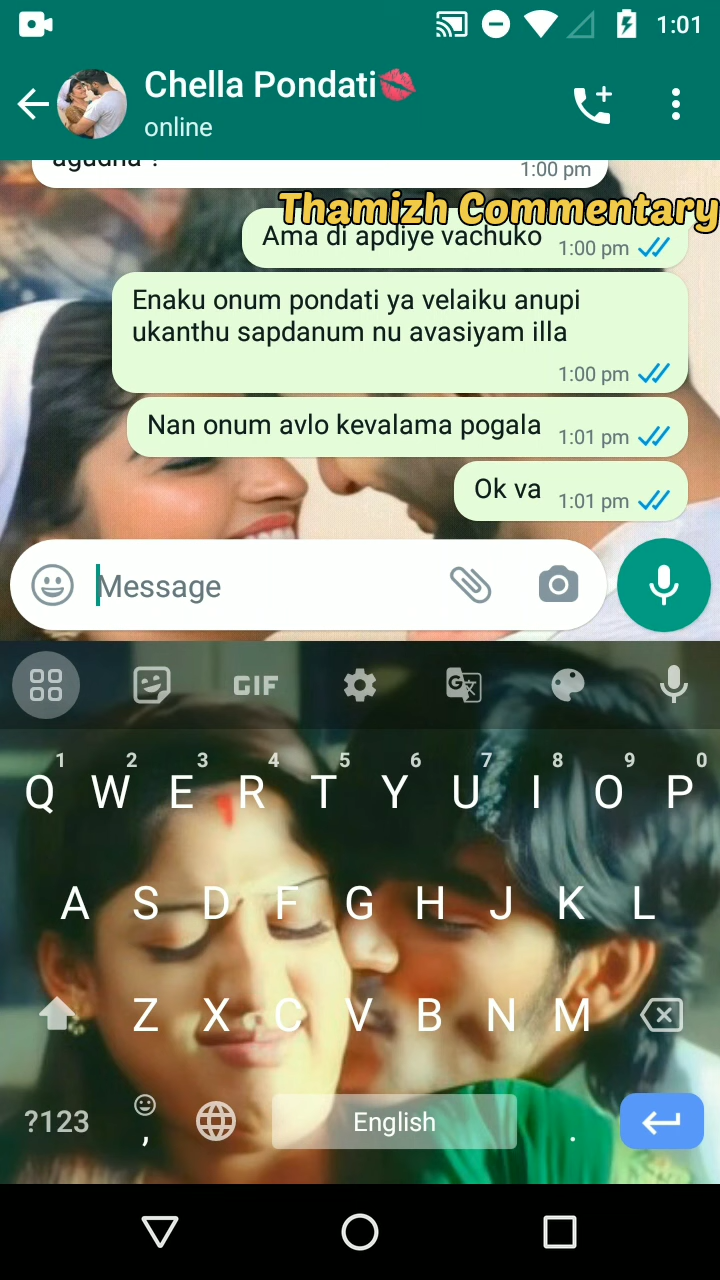 1:01
Chella Pondati💋
online
agadha ?
1:00 pm
Thamizh Commentary
Ama di apdiye vachuko 1:00 pm
Enaku onum pondati ya velaiku anupi
ukanthu sapdanum nu avasiyam illa
1:00 pm
Nan onum avlo kevalama pogala 1:01 pm
Ok va 1:01 pm
Message
GIF
1 2 3 4 5 6 7 8 9 0
Q W E R T Y U I O P
A S D F G H J K L
Z X C V B N M
?123 , English .